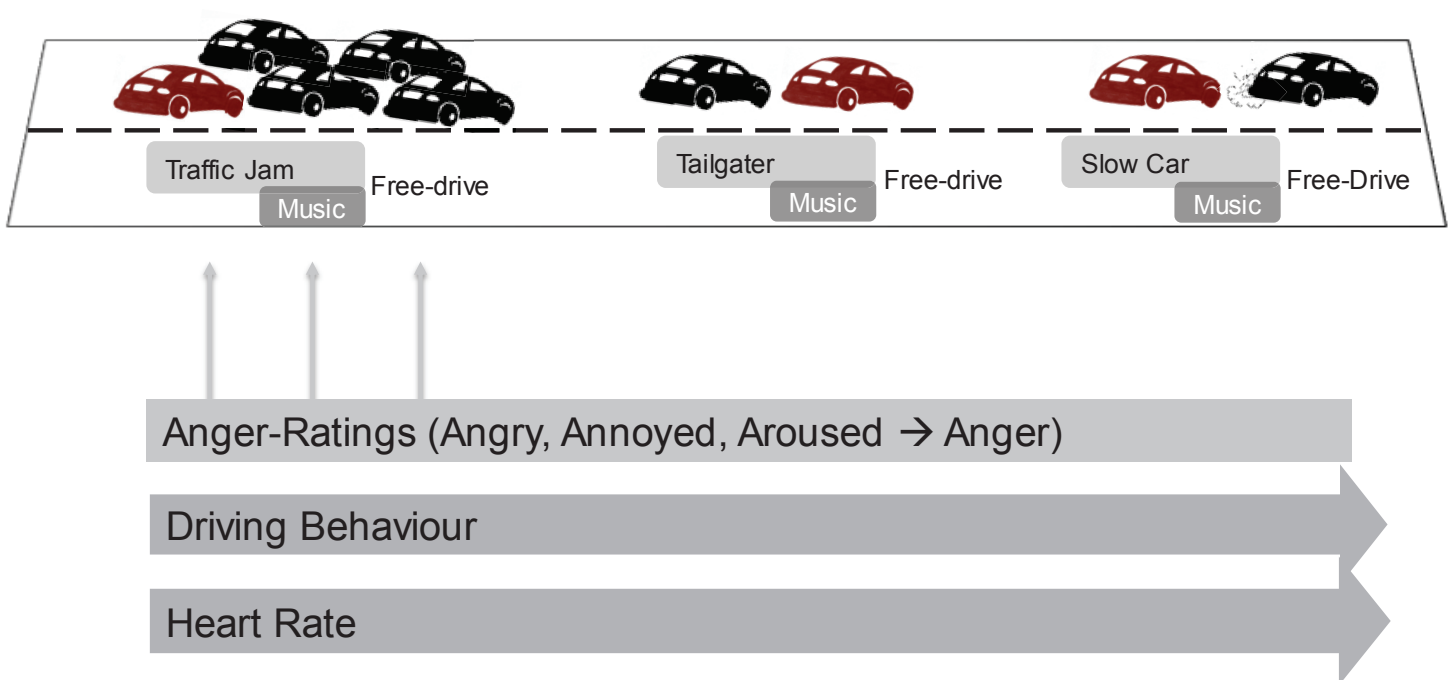 Traffic Jam
Music
Free-drive
Tailgater
Music
Free-drive
Slow Car
Music
Free-Drive
Anger-Ratings (Angry, Annoyed, Aroused → Anger)
Driving Behaviour
Heart Rate